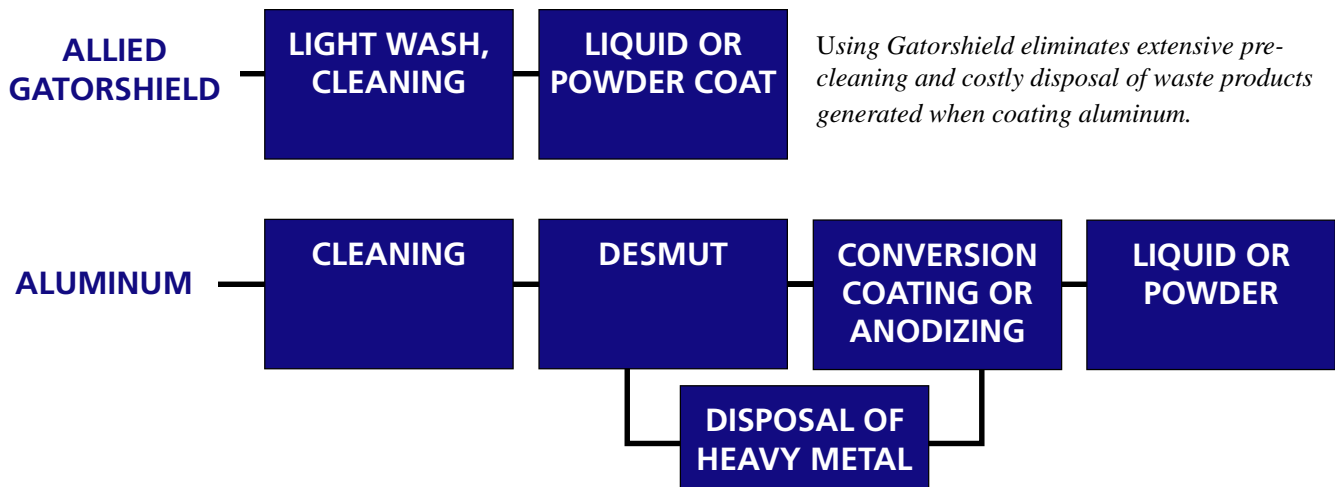 ALLIED
GATORSHIELD
LIGHT WASH,
CLEANING
LIQUID OR
POWDER COAT
Using Gatorshield eliminates extensive pre-
cleaning and costly disposal of waste products
generated when coating aluminum.
ALUMINUM
CLEANING
DESMUT
CONVERSION
COATING OR
ANODIZING
LIQUID OR
POWDER
DISPOSAL OF
HEAVY METAL